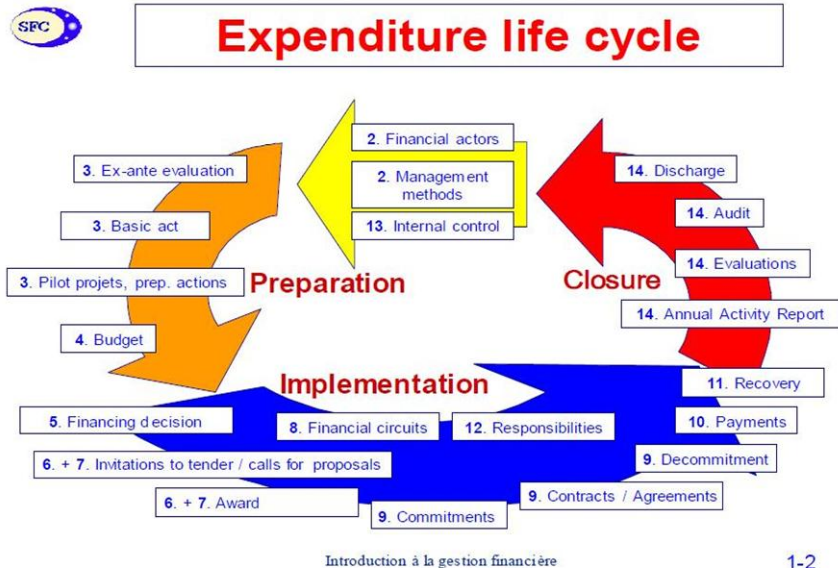 SFC
Expenditure life cycle
2. Financial actors
2. Management
methods
13. Internal control
3. Ex-ante evaluation
3. Basic act
3. Pilot projets, prep. actions
4. Budget
Preparation
Closure
14. Discharge
14. Audit
14. Evaluations
14. Annual Activity Report
Implementation
5. Financing decision
8. Financial circuits
12. Responsibilities
11. Recovery
10. Payments
6. + 7. Invitations to tender / calls for proposals
9. Decommitment
6. + 7. Award
9. Commitments
9. Contracts / Agreements
Introduction à la gestion financière
1-2